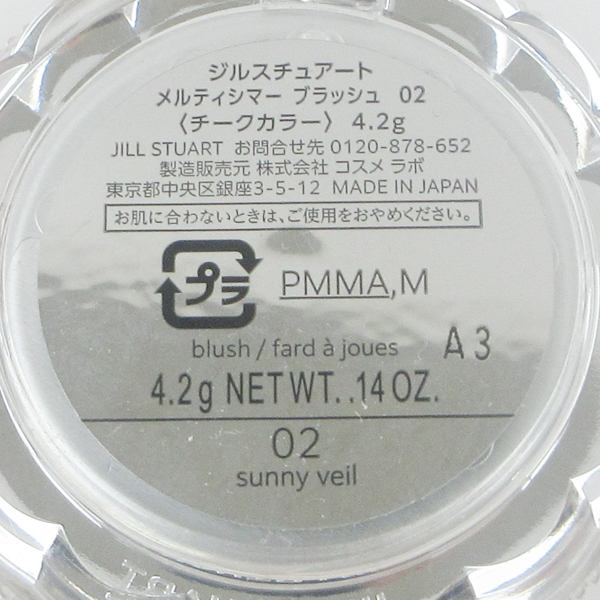 ジルスチュアート
メルティシマー ブラッシュ 02
〈チークカラー〉 4.2g
JILL STUART お問合せ先 0120-878-652
製造販売元 株式会社 コスメ ラボ
東京都中央区銀座3-5-12 MADE IN JAPAN
お肌に合わないときは、ご使用をおやめください。
プラ PMMA,M
blush / fard à joues A3
4.2g NET WT. .14 OZ.
02
sunny veil